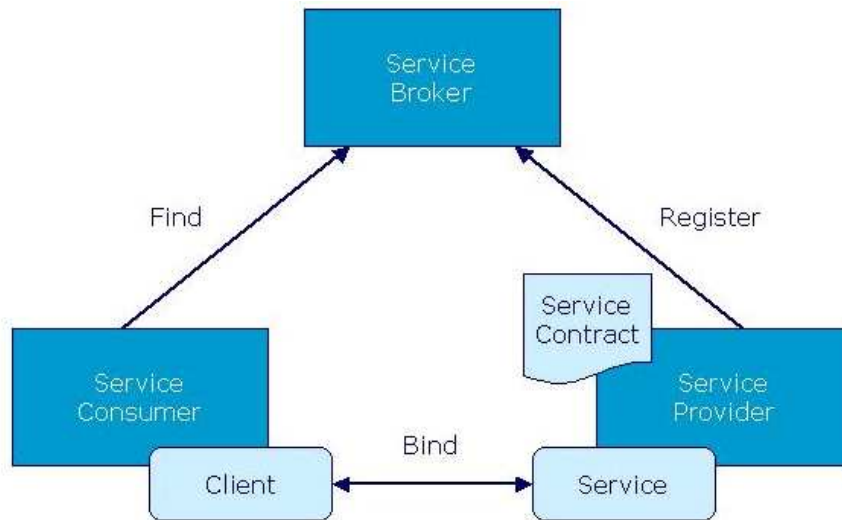 Service
Broker
Find
Register
Service
Contract
Service
Consumer
Service
Provider
Bind
Client
Service